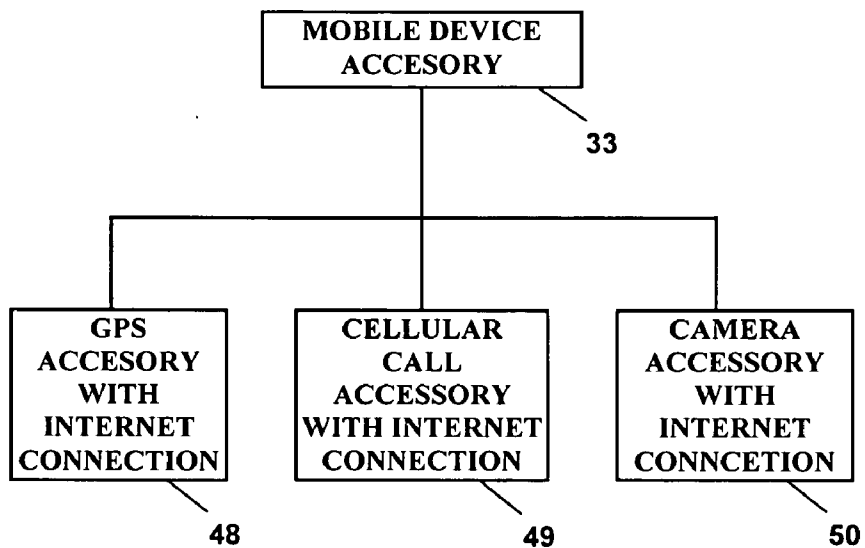 MOBILE DEVICE
ACCESORY
33
GPS
ACCESORY
WITH
INTERNET
CONNECTION
48
CELLULAR
CALL
ACCESSORY
WITH INTERNET
CONNECTION
49
CAMERA
ACCESSORY
WITH
INTERNET
CONNCETION
50